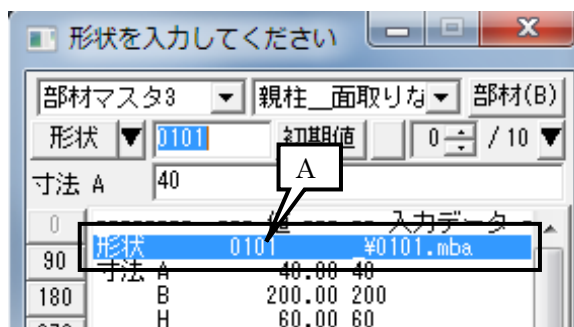 形状を入力してください
部材マスタ3 親柱__面取りな 部材(B)
形状 0101 初期値 0 / 10
A
寸法 A 40
0 -------- --- 値 --- -- 入力データ -
形状 0101 ¥0101.mba
90 寸法 A 40.00 40
180 B 200.00 200
H 60.00 60